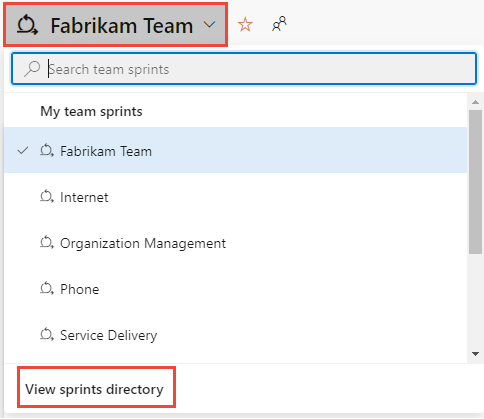 Fabrikam Team
Search team sprints
My team sprints
Fabrikam Team
Internet
Organization Management
Phone
Service Delivery
View sprints directory